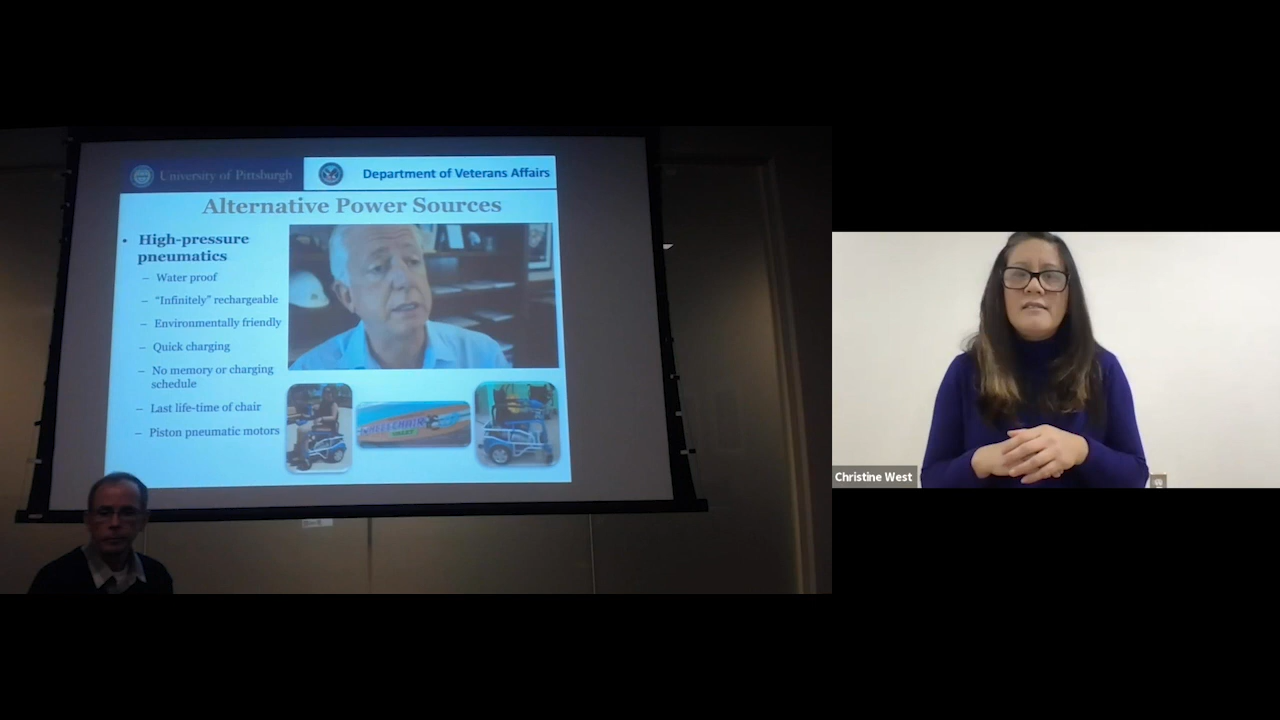 University of Pittsburgh
Department of Veterans Affairs
Alternative Power Sources
• High-pressure
pneumatics
– Water proof
– “Infinitely” rechargeable
– Environmentally friendly
– Quick charging
– No memory or charging
schedule
– Last life-time of chair
– Piston pneumatic motors
Christine West